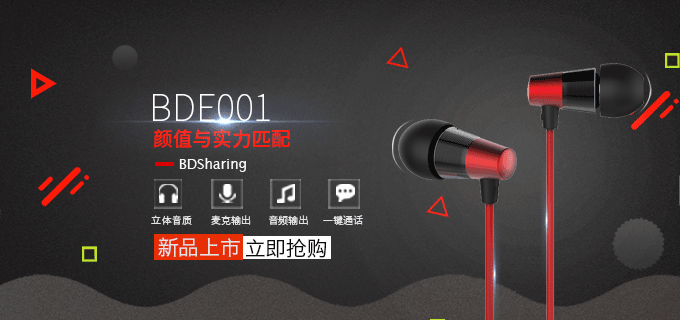 BDE001
颜值与实力匹配
BDSharing
立体音质 麦克输出 音频输出 一键通话
新品上市 立即抢购